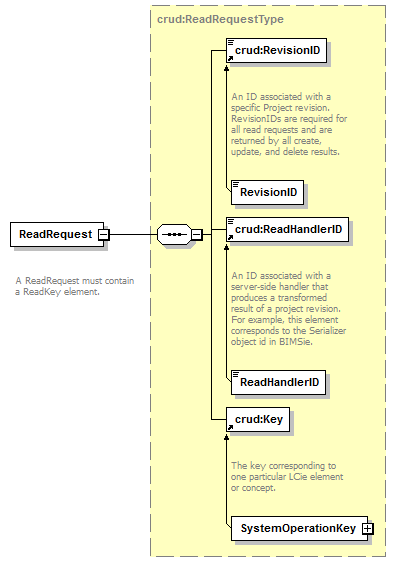 crud:ReadRequestType
crud:RevisionID
An ID associated with a
specific Project revision.
RevisionIDs are required for
all read requests and are
returned by all create,
update, and delete results.
RevisionID
crud:ReadHandlerID
ReadRequest
A ReadRequest must contain
a ReadKey element.
An ID associated with a
server-side handler that
produces a transformed
result of a project revision.
For example, this element
corresponds to the Serializer
object id in BIMSie.
ReadHandlerID
crud:Key
The key corresponding to
one particular LCie element
or concept.
SystemOperationKey